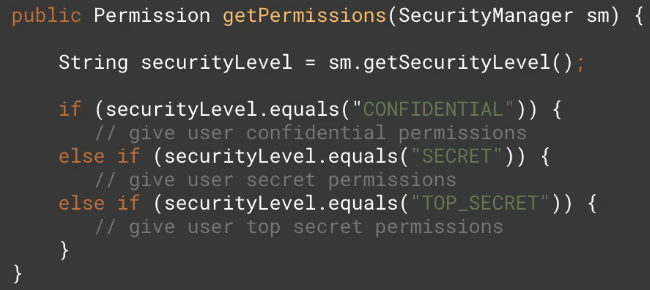 public Permission getPermissions(SecurityManager sm) {
String securityLevel = sm.getSecurityLevel();
if (securityLevel.equals("CONFIDENTIAL")) {
// give user confidential permissions
else if (securityLevel.equals("SECRET")) {
// give user secret permissions
else if (securityLevel.equals("TOP_SECRET")) {
// give user top secret permissions
}
}